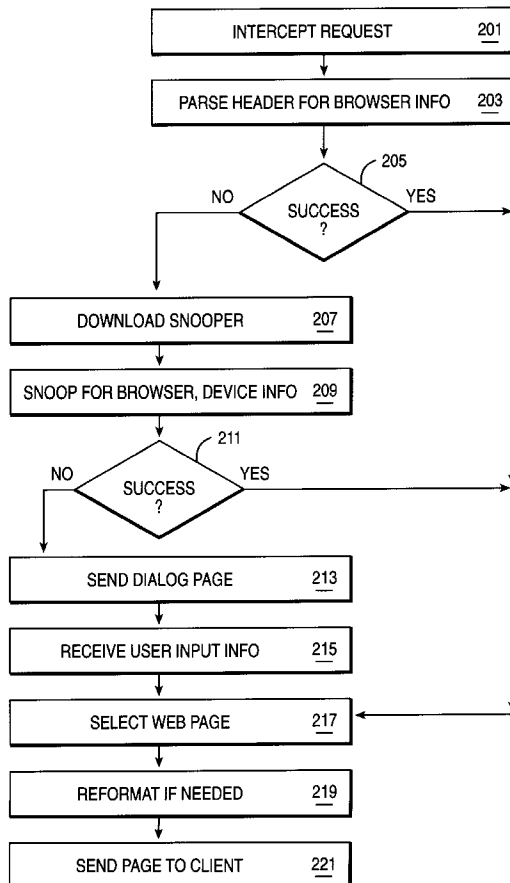 INTERCEPT REQUEST 201
PARSE HEADER FOR BROWSER INFO 203
205
NO
YES
SUCCESS
?
DOWNLOAD SNOOPER 207
SNOOP FOR BROWSER, DEVICE INFO 209
211
NO
YES
SUCCESS
?
SEND DIALOG PAGE 213
RECEIVE USER INPUT INFO 215
SELECT WEB PAGE 217
REFORMAT IF NEEDED 219
SEND PAGE TO CLIENT 221